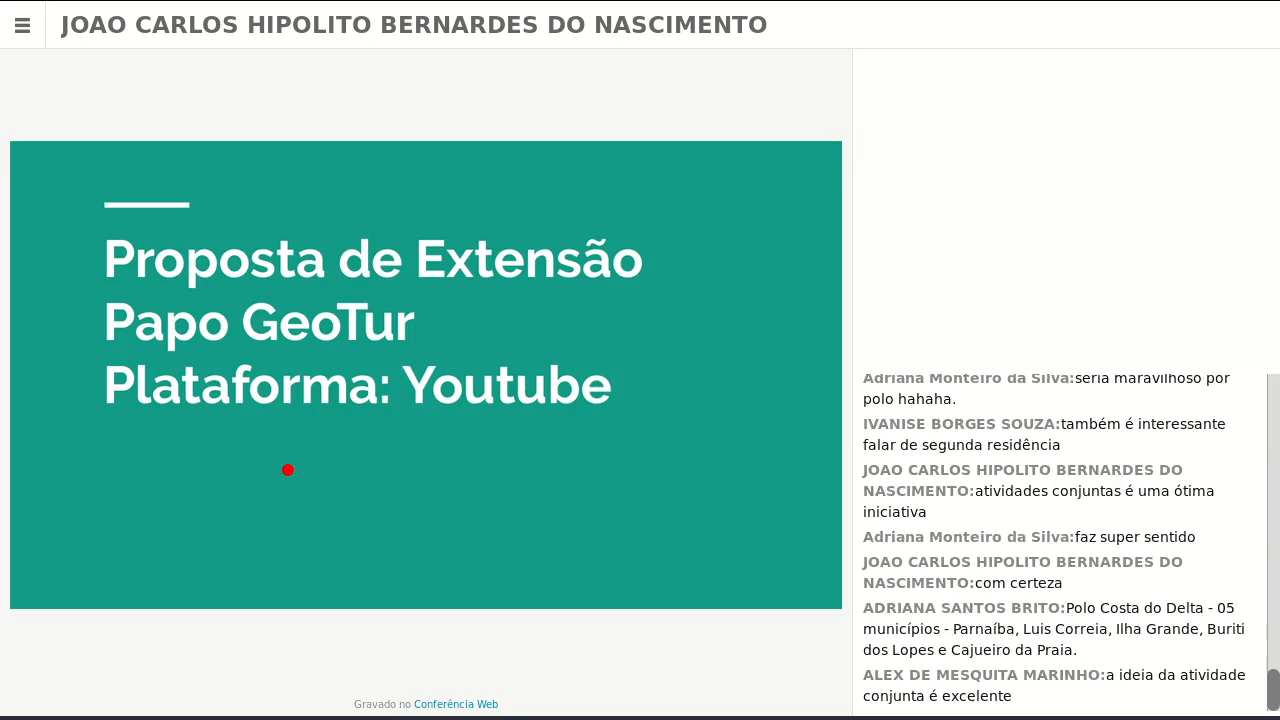 JOAO CARLOS HIPOLITO BERNARDES DO NASCIMENTO
Proposta de Extensão
Papo GeoTur
Plataforma: Youtube
Adriana Monteiro da Silva:seria maravilhoso por
polo hahaha.
IVANISE BORGES SOUZA:também é interessante
falar de segunda residência
JOAO CARLOS HIPOLITO BERNARDES DO
NASCIMENTO:atividades conjuntas é uma ótima
iniciativa
Adriana Monteiro da Silva:faz super sentido
JOAO CARLOS HIPOLITO BERNARDES DO
NASCIMENTO:com certeza
ADRIANA SANTOS BRITO:Polo Costa do Delta - 05
municípios - Parnaíba, Luis Correia, Ilha Grande, Buriti
dos Lopes e Cajueiro da Praia.
ALEX DE MESQUITA MARINHO:a ideia da atividade
conjunta é excelente
Gravado no Conferência Web